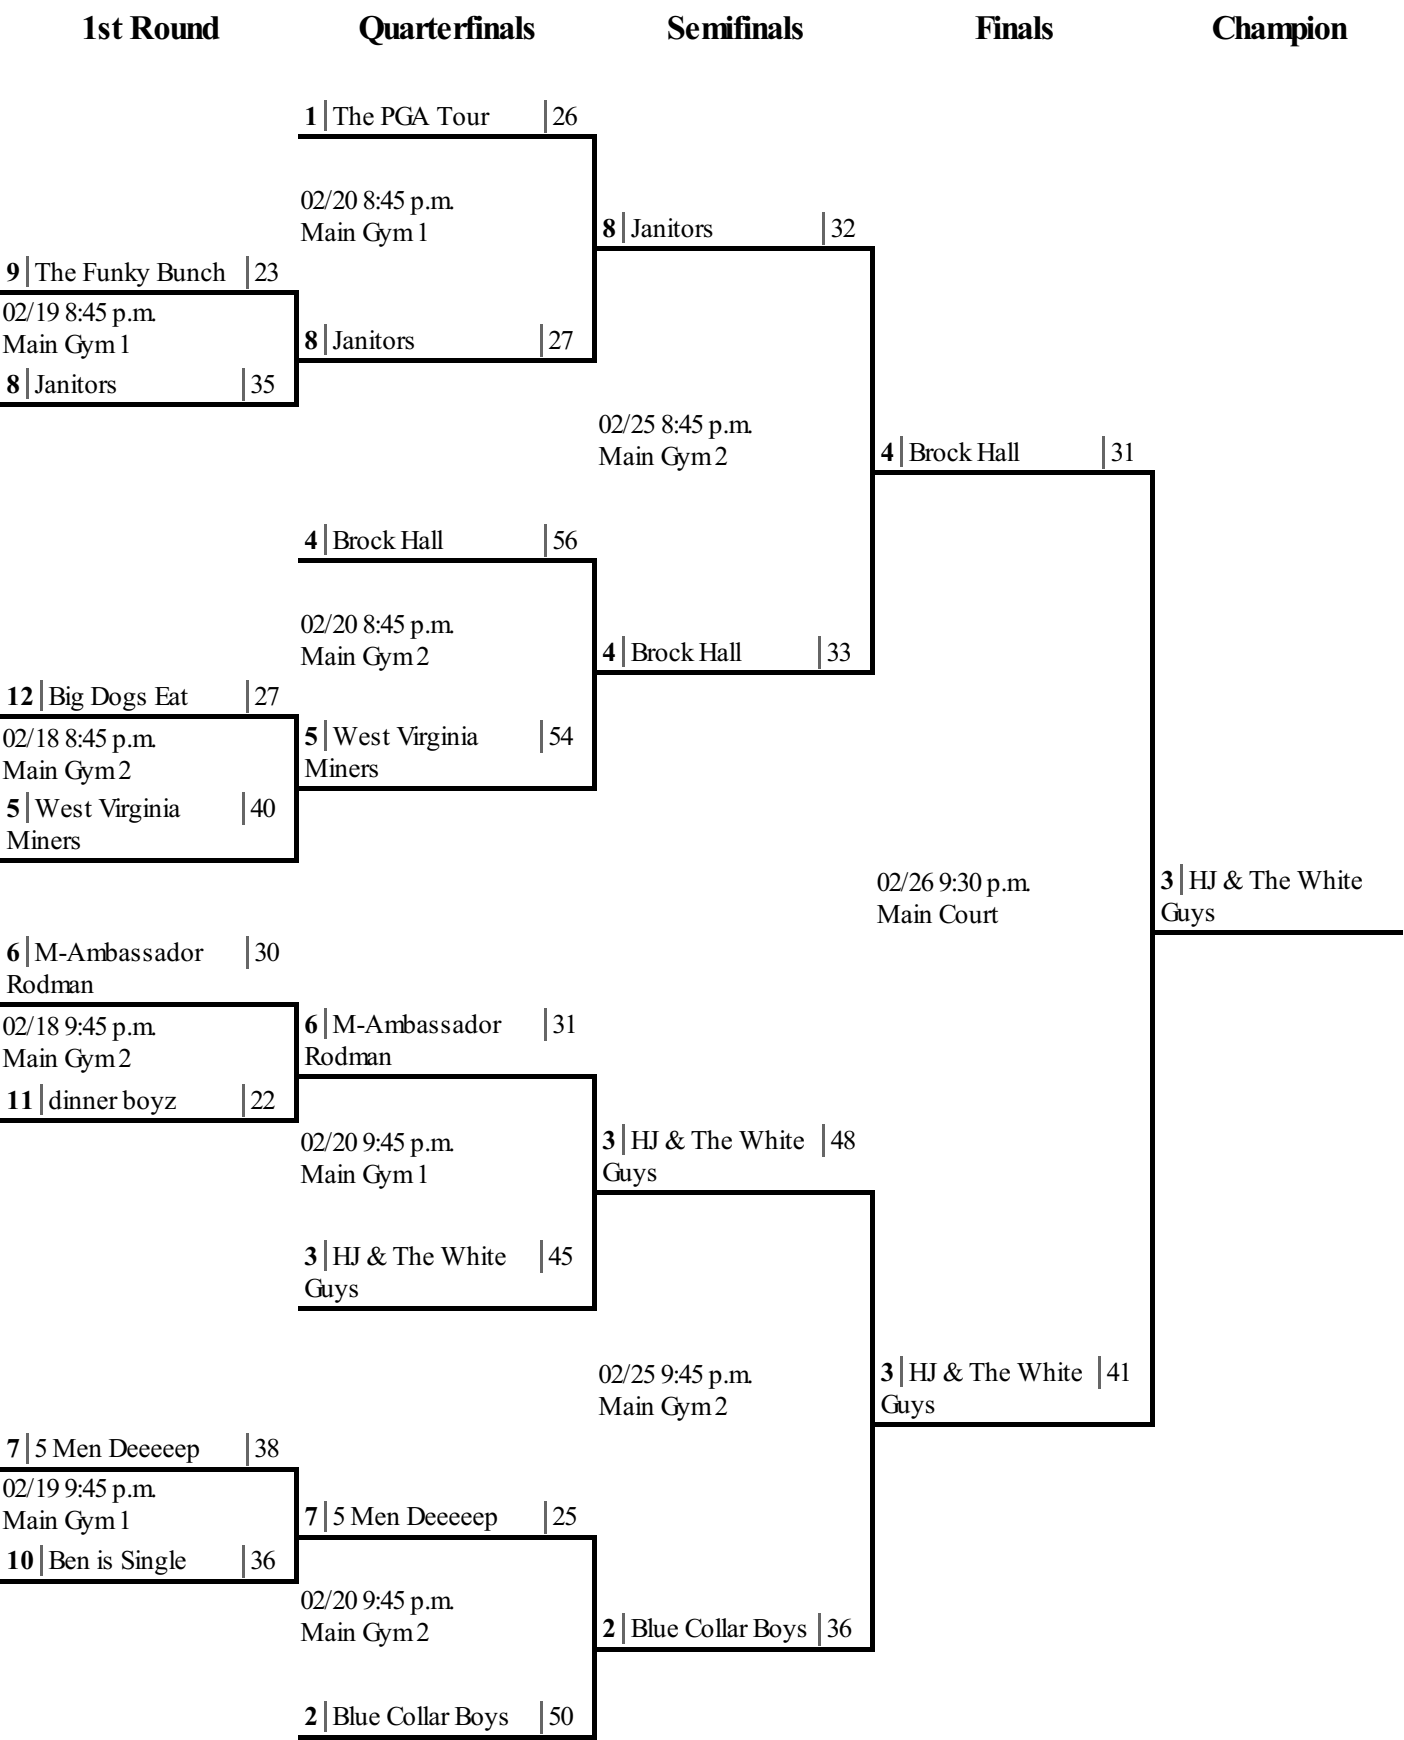 1st Round Quarterfinals Semifinals Finals Champion
1 The PGA Tour 26
02/20 8:45 p.m.
Main Gym 1
8 Janitors 32
9 The Funky Bunch 23
02/19 8:45 p.m.
Main Gym 1
8 Janitors 27
8 Janitors 35
02/25 8:45 p.m.
Main Gym 2
4 Brock Hall 31
4 Brock Hall 56
02/20 8:45 p.m.
Main Gym 2
4 Brock Hall 33
12 Big Dogs Eat 27
02/18 8:45 p.m.
Main Gym 2
5 West Virginia 54
Miners
5 West Virginia 40
Miners
02/26 9:30 p.m.
Main Court
3 HJ & The White
Guys
6 M-Ambassador 30
Rodman
02/18 9:45 p.m.
Main Gym 2
6 M-Ambassador 31
Rodman
11 dinner boyz 22
02/20 9:45 p.m.
Main Gym 1
3 HJ & The White 48
Guys
3 HJ & The White 45
Guys
02/25 9:45 p.m.
Main Gym 2
3 HJ & The White 41
Guys
7 5 Men Deeeeep 38
02/19 9:45 p.m.
Main Gym 1
7 5 Men Deeeeep 25
10 Ben is Single 36
02/20 9:45 p.m.
Main Gym 2
2 Blue Collar Boys 36
2 Blue Collar Boys 50